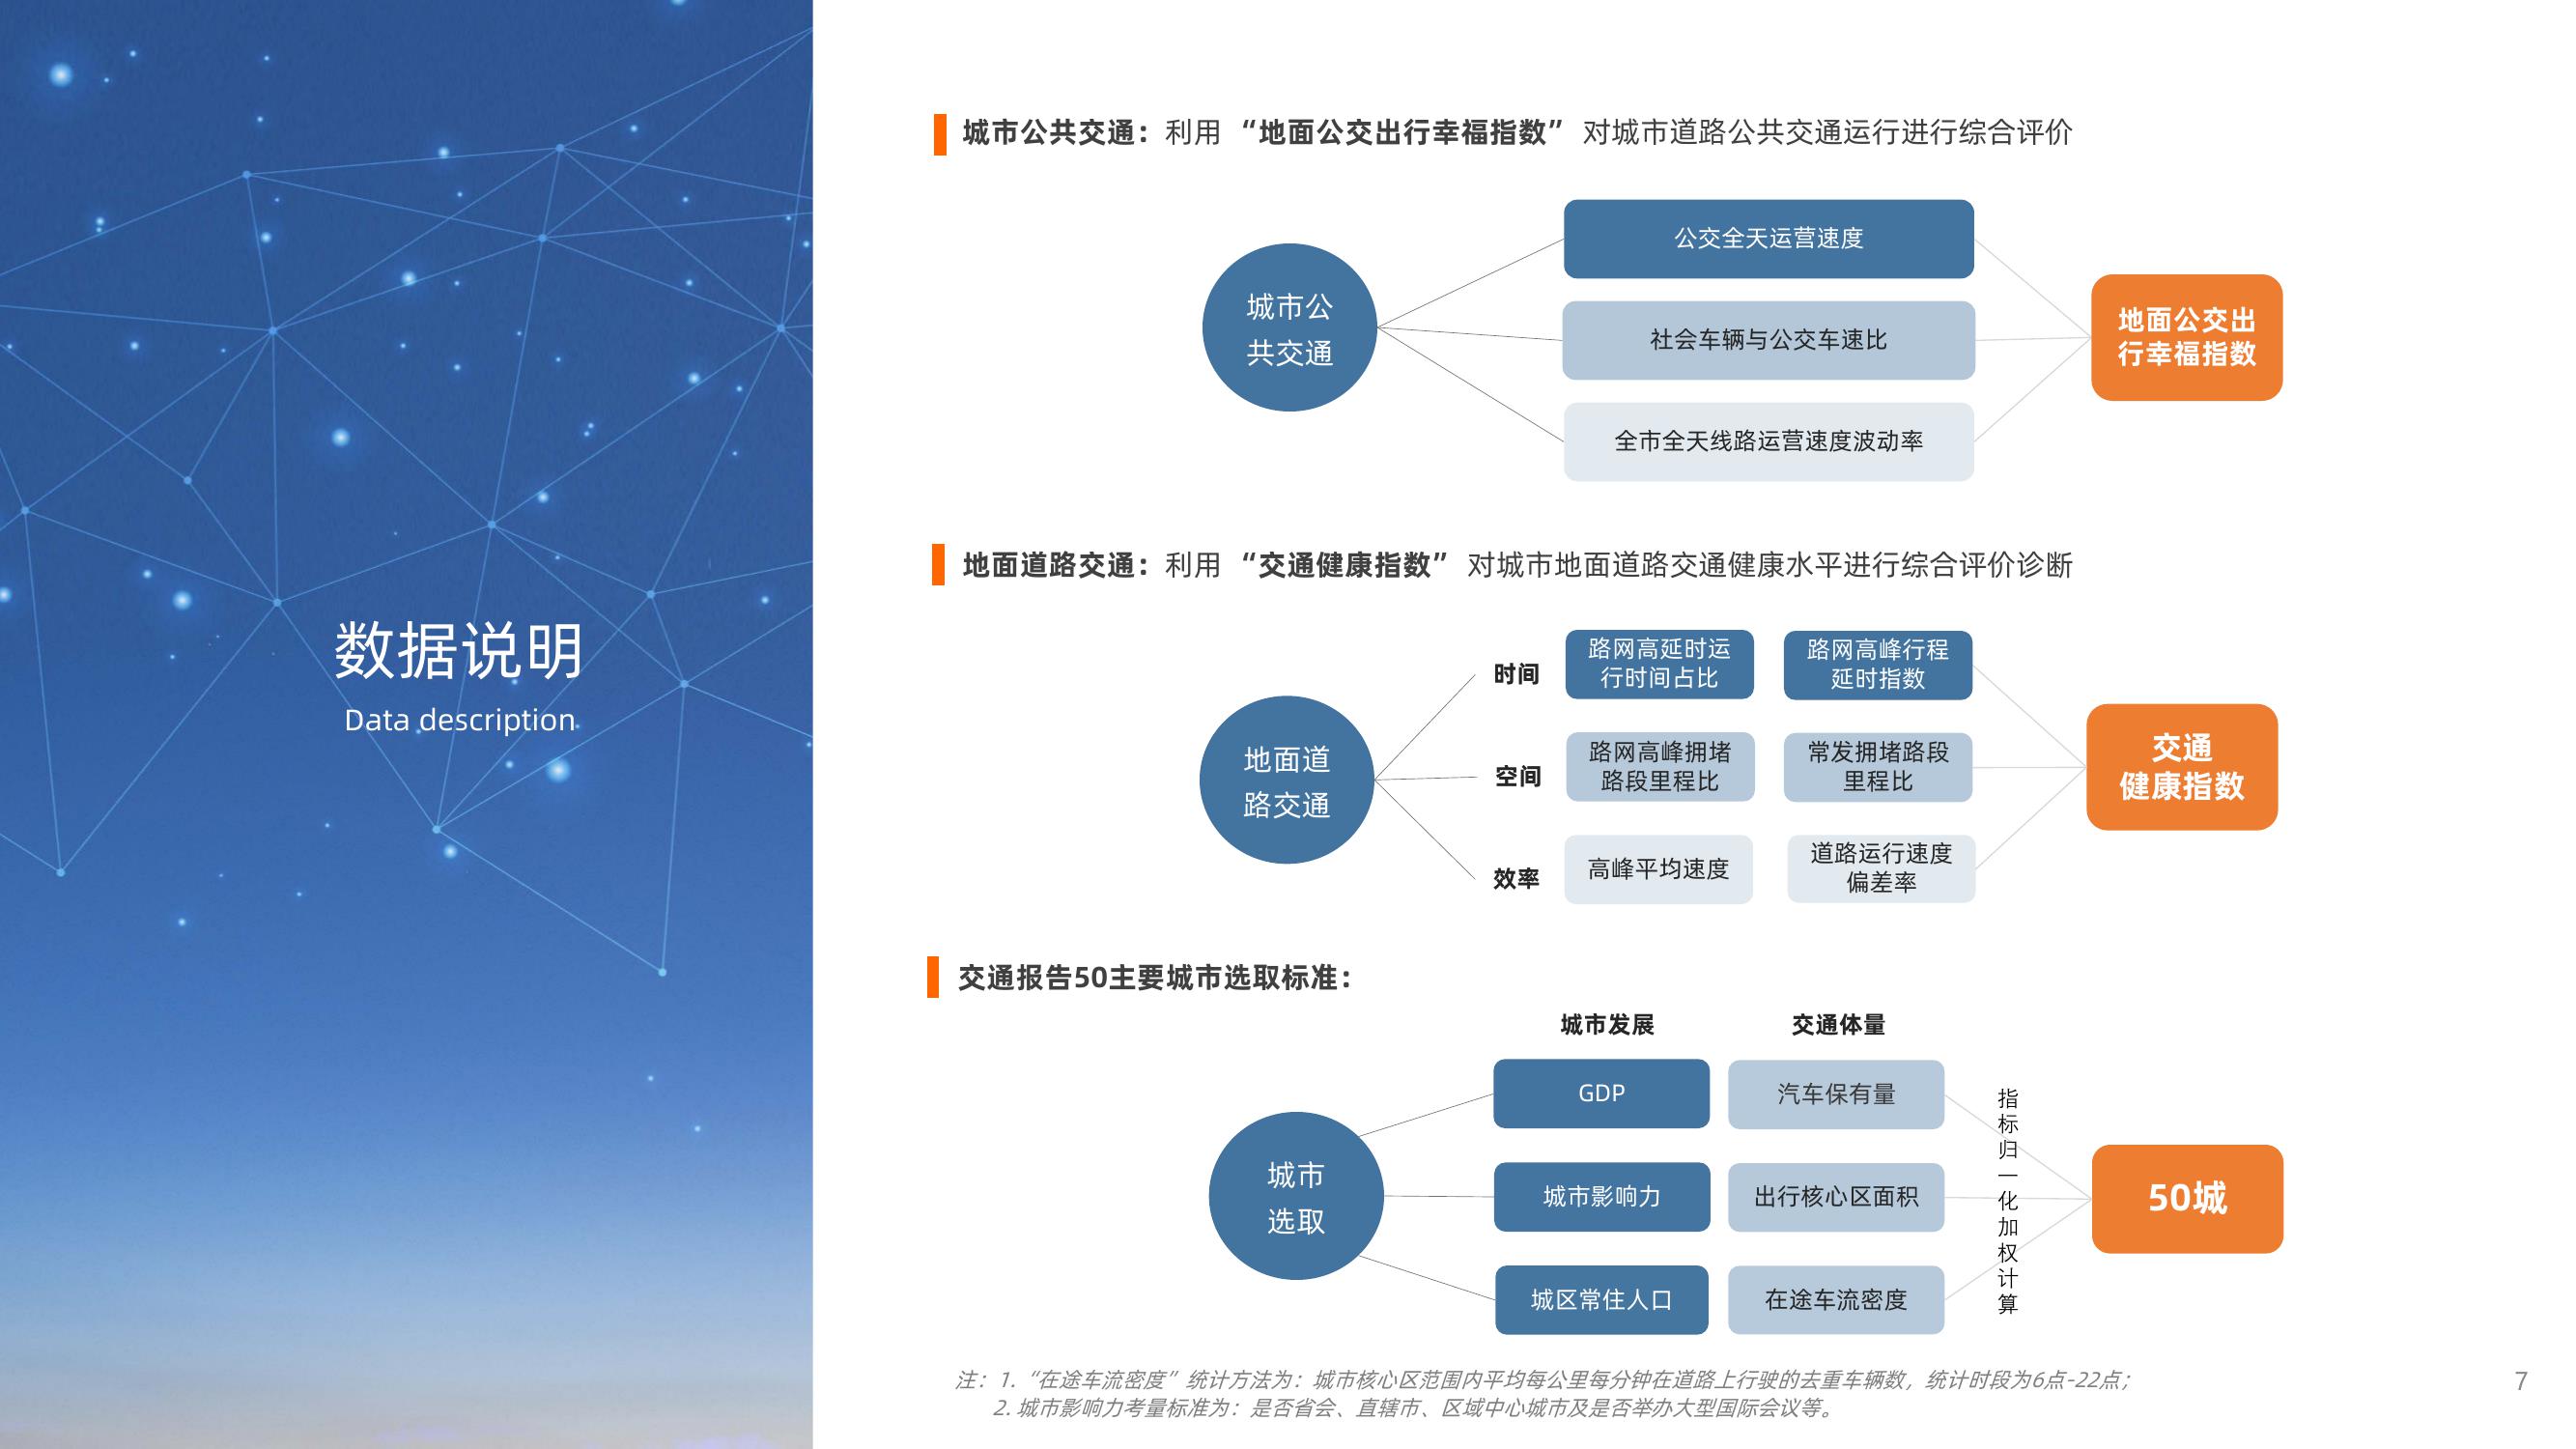 数据说明
Data description
城市公共交通：利用“地面公交出行幸福指数”对城市道路公共交通运行进行综合评价
城市公
共交通
公交全天运营速度
社会车辆与公交车速比
全市全天线路运营速度波动率
地面公交出
行幸福指数
地面道路交通：利用“交通健康指数”对城市地面道路交通健康水平进行综合评价诊断
地面道
路交通
时间
路网高延时运
行时间占比
路网高峰行程
延时指数
空间
路网高峰拥堵
路段里程比
常发拥堵路段
里程比
效率
高峰平均速度
道路运行速度
偏差率
交通
健康指数
交通报告50主要城市选取标准：
城市发展
交通体量
城市
选取
GDP
汽车保有量
城市影响力
出行核心区面积
城区常住人口
在途车流密度
指标归一化加权计算
50城
注：1.“在途车流密度”统计方法为：城市核心区范围内平均每公里每分钟在道路上行驶的去重车辆数，统计时段为6点-22点；
2. 城市影响力考量标准为：是否省会、直辖市、区域中心城市及是否举办大型国际会议等。
7